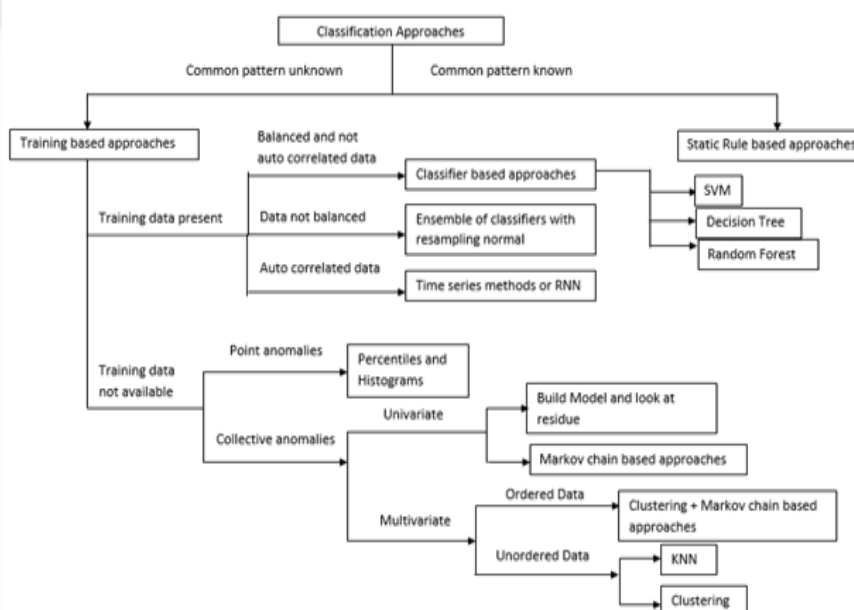 Classification Approaches
Common pattern unknown
Common pattern known
Training based approaches
Static Rule based approaches
Balanced and not
auto correlated data
Classifier based approaches
SVM
Training data present
Data not balanced
Ensemble of classifiers with
resampling normal
Decision Tree
Random Forest
Auto correlated data
Time series methods or RNN
Point anomalies
Percentiles and
Histograms
Training data
not available
Univariate
Build Model and look at
residue
Collective anomalies
Markov chain based approaches
Ordered Data
Clustering + Markov chain based
approaches
Multivariate
Unordered Data
KNN
Clustering